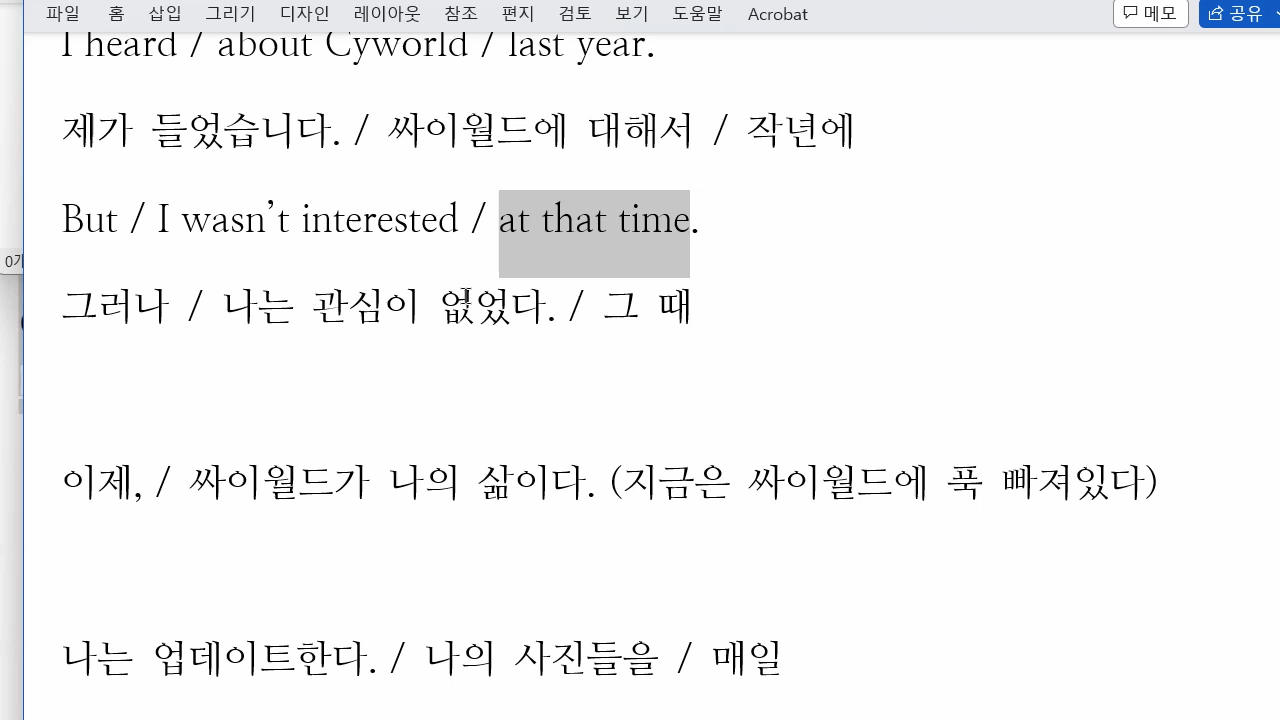 파일 홈 삽입 그리기 디자인 레이아웃 참조 편지 검토 보기 도움말 Acrobat 메모 공유
I heard / about Cyworld / last year.
제가 들었습니다. / 싸이월드에 대해서 / 작년에
But / I wasn’t interested / at that time.
0개
그러나 / 나는 관심이 없었다. / 그 때
이제, / 싸이월드가 나의 삶이다. (지금은 싸이월드에 푹 빠져있다)
나는 업데이트한다. / 나의 사진들을 / 매일